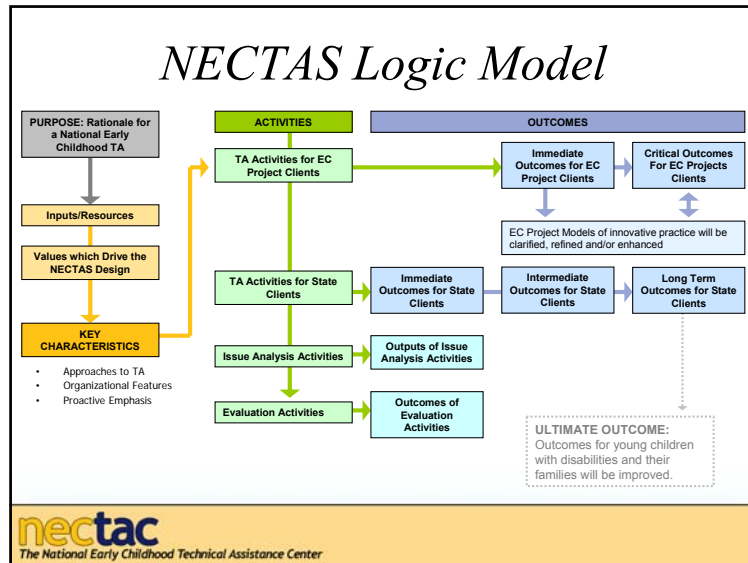 NECTAS Logic Model
PURPOSE: Rationale for
a National Early
Childhood TA
Inputs/Resources
Values which Drive the
NECTAS Design
KEY
CHARACTERISTICS
• Approaches to TA
• Organizational Features
• Proactive Emphasis
ACTIVITIES
TA Activities for EC
Project Clients
TA Activities for State
Clients
Issue Analysis Activities
Evaluation Activities
OUTCOMES
Immediate
Outcomes for EC
Project Clients
Critical Outcomes
For EC Projects
Clients
EC Project Models of innovative practice will be
clarified, refined and/or enhanced
Immediate
Outcomes for State
Clients
Intermediate
Outcomes for State
Clients
Long Term
Outcomes for State
Clients
Outputs of Issue
Analysis Activities
Outcomes of
Evaluation
Activities
ULTIMATE OUTCOME:
Outcomes for young children
with disabilities and their
families will be improved.
nectac
The National Early Childhood Technical Assistance Center